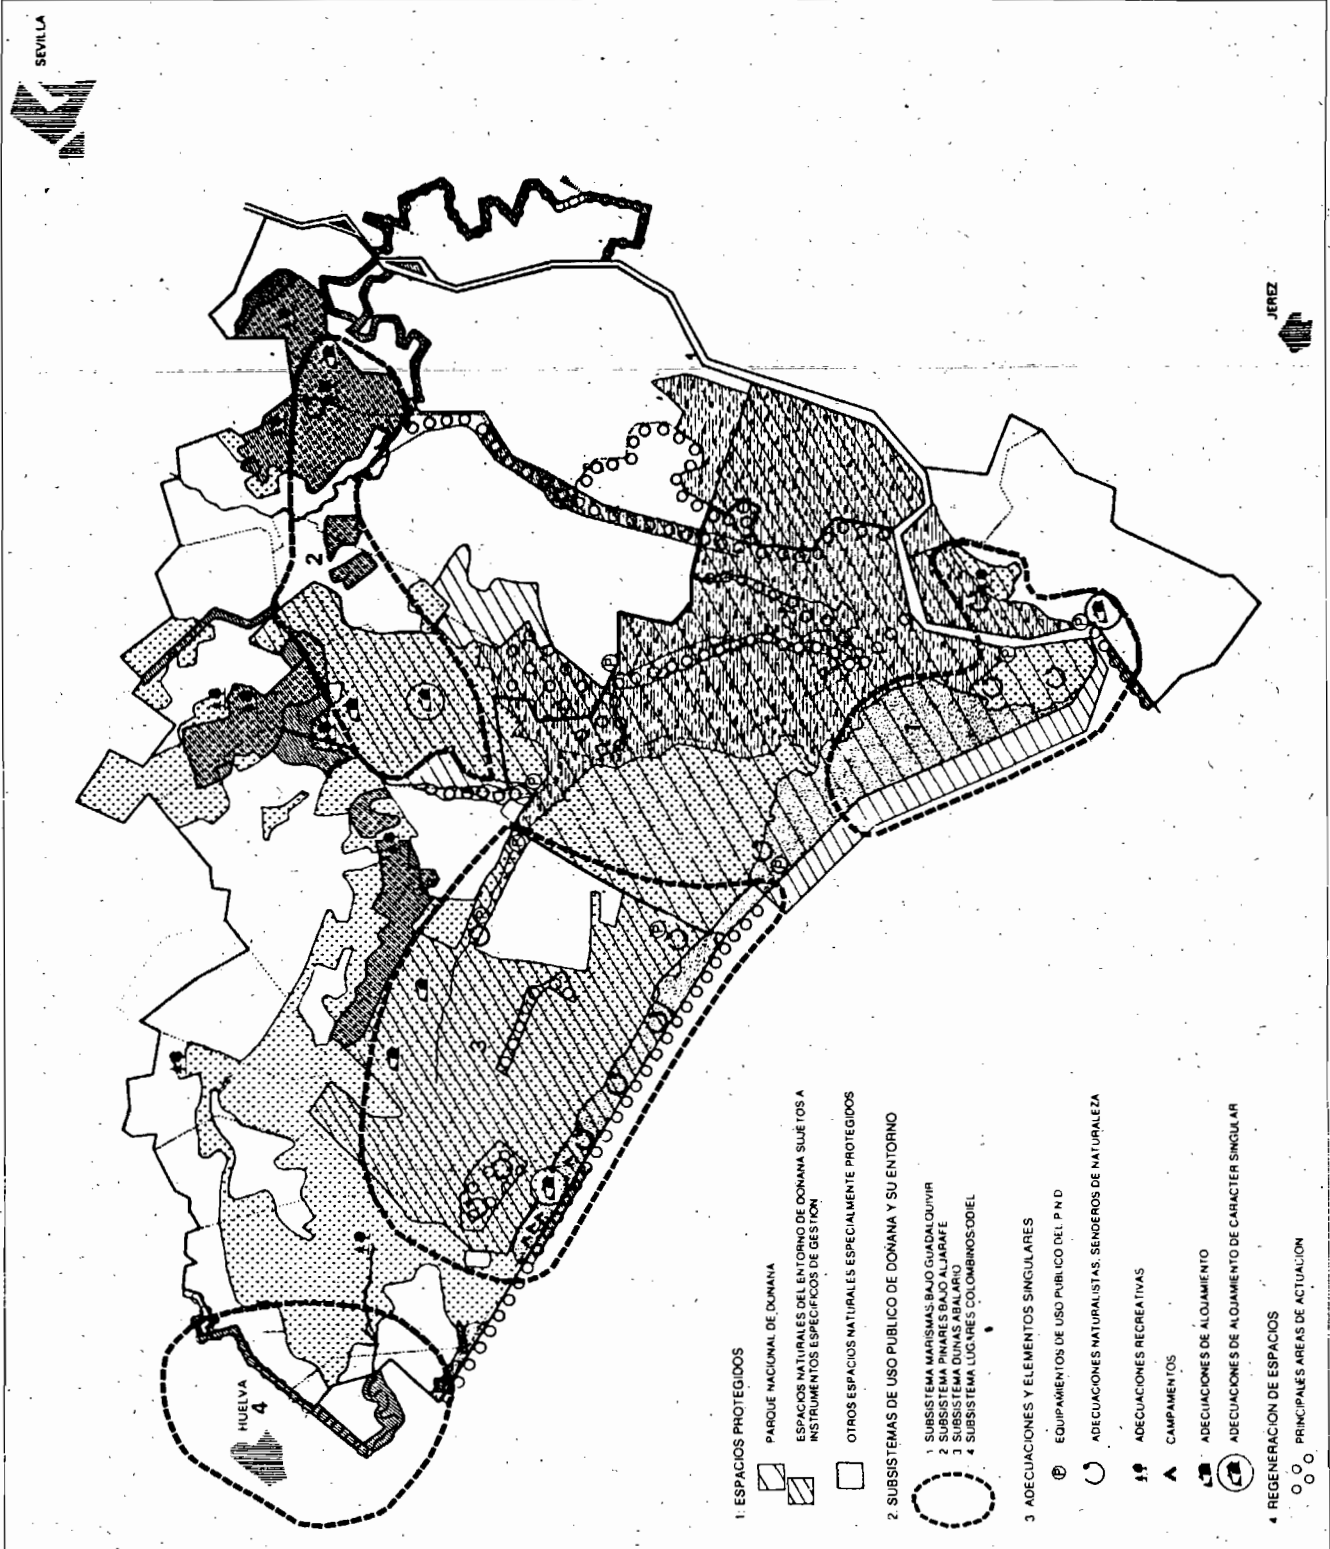 SEVILLA
JEREZ
HUELVA
4
2
3
1
1. ESPACIOS PROTEGIDOS
PARQUE NACIONAL DE DOÑANA
ESPACIOS NATURALES DEL ENTORNO DE DOÑANA SUJETOS A
INSTRUMENTOS ESPECIFICOS DE GESTION
OTROS ESPACIOS NATURALES ESPECIALMENTE PROTEGIDOS
2. SUBSISTEMAS DE USO PUBLICO DE DOÑANA Y SU ENTORNO
1 SUBSISTEMA MARISMAS-BAJO GUADALQUIVIR
2 SUBSISTEMA PINARES BAJO ALJARAFE
3 SUBSISTEMA DUNAS ABALARIO
4 SUBSISTEMA LUGARES COLOMBINOS-ODIEL
3 ADECUACIONES Y ELEMENTOS SINGULARES
P EQUIPAMIENTOS DE USO PUBLICO DEL P N D
ADECUACIONES NATURALISTAS, SENDEROS DE NATURALEZA
ADECUACIONES RECREATIVAS
CAMPAMENTOS
ADECUACIONES DE ALOJAMIENTO
ADECUACIONES DE ALOJAMIENTO DE CARACTER SINGULAR
4 REGENERACION DE ESPACIOS
PRINCIPALES AREAS DE ACTUACION